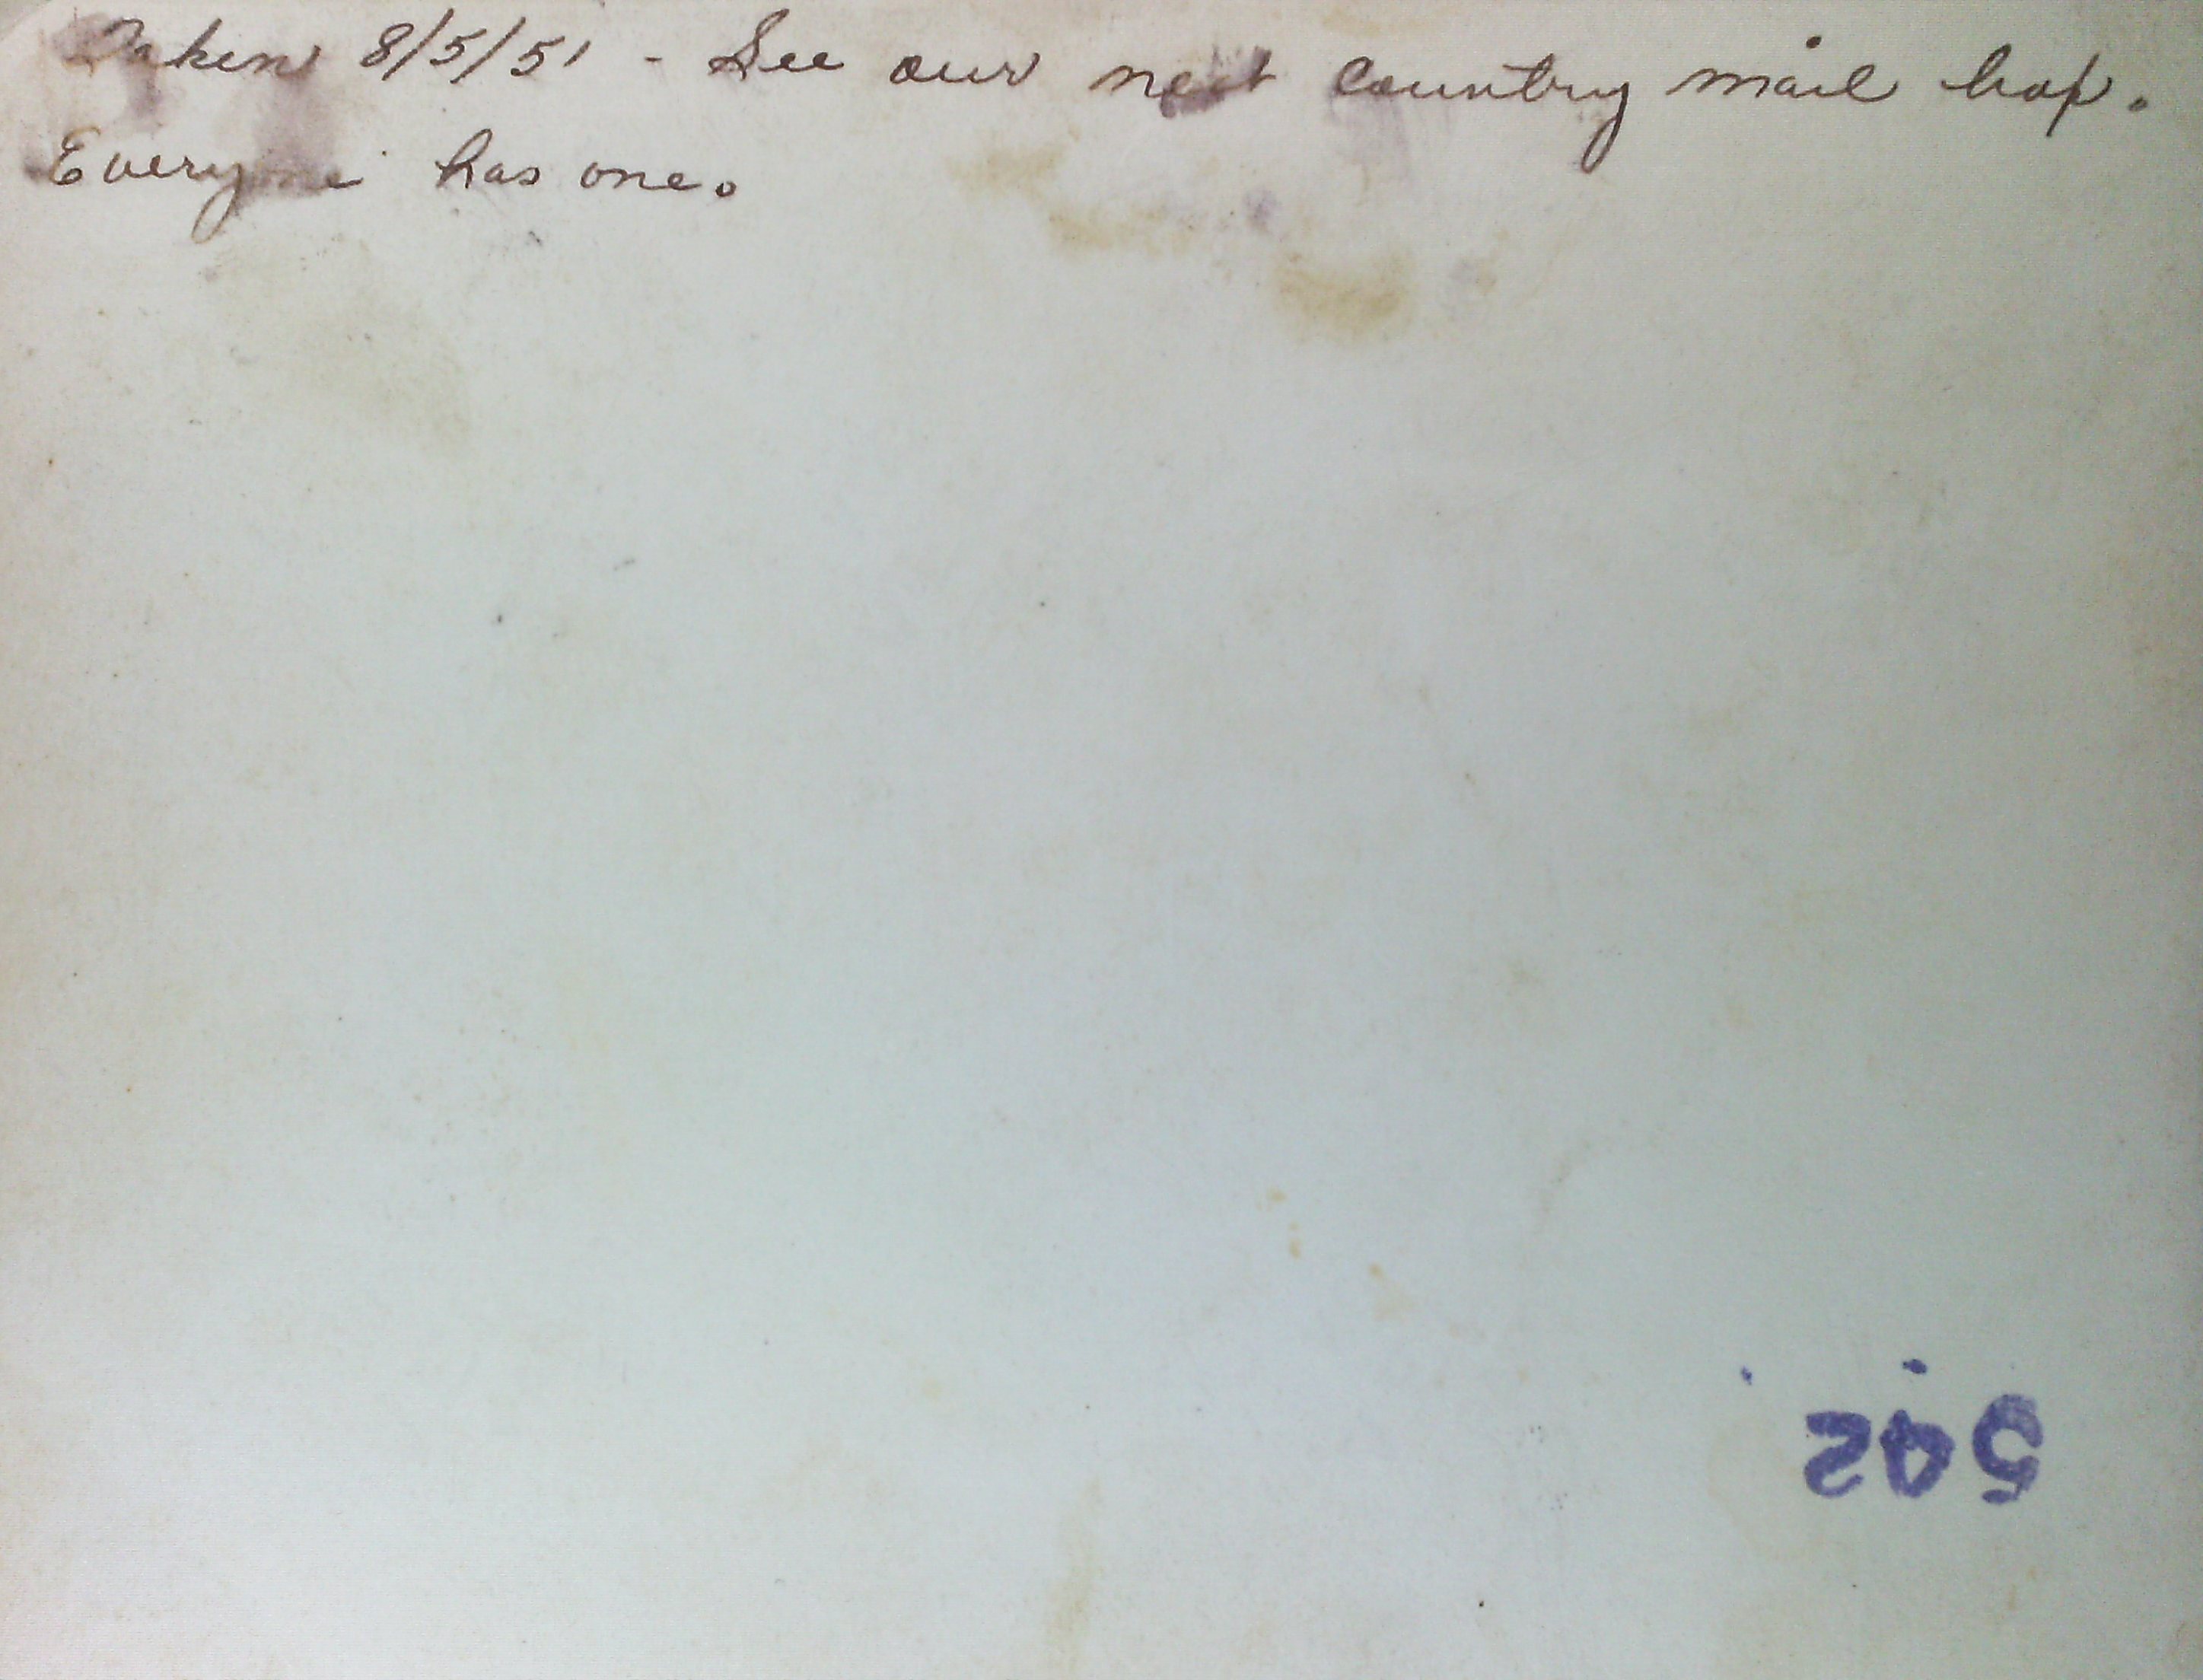 Taken 8/5/51 - See our neat country mail box.
Everyone has one.
542